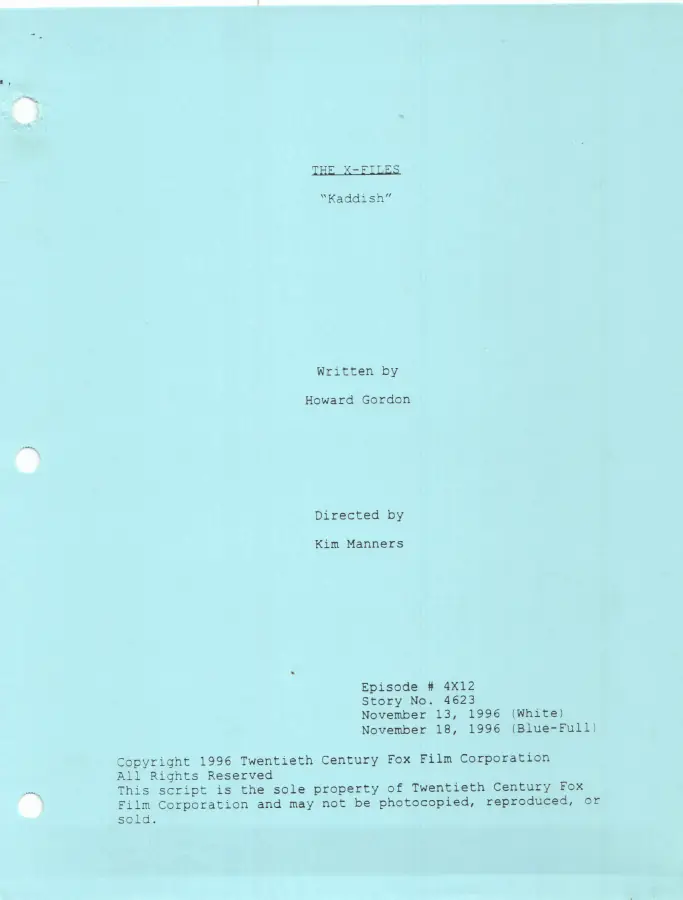 THE X-FILES
"Kaddish"
Written by
Howard Gordon
Directed by
Kim Manners
Episode # 4X12
Story No. 4623
November 13, 1996 (White)
November 18, 1996 (Blue-Full)
Copyright 1996 Twentieth Century Fox Film Corporation
All Rights Reserved
This script is the sole property of Twentieth Century Fox
Film Corporation and may not be photocopied, reproduced, or
sold.